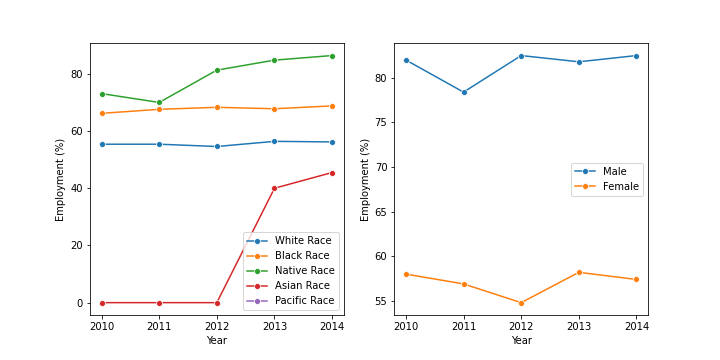 Employment (%)
80
60
40
20
0
2010 2011 2012 2013 2014
Year
White Race
Black Race
Native Race
Asian Race
Pacific Race
Employment (%)
80
75
70
65
60
55
2010 2011 2012 2013 2014
Year
Male
Female